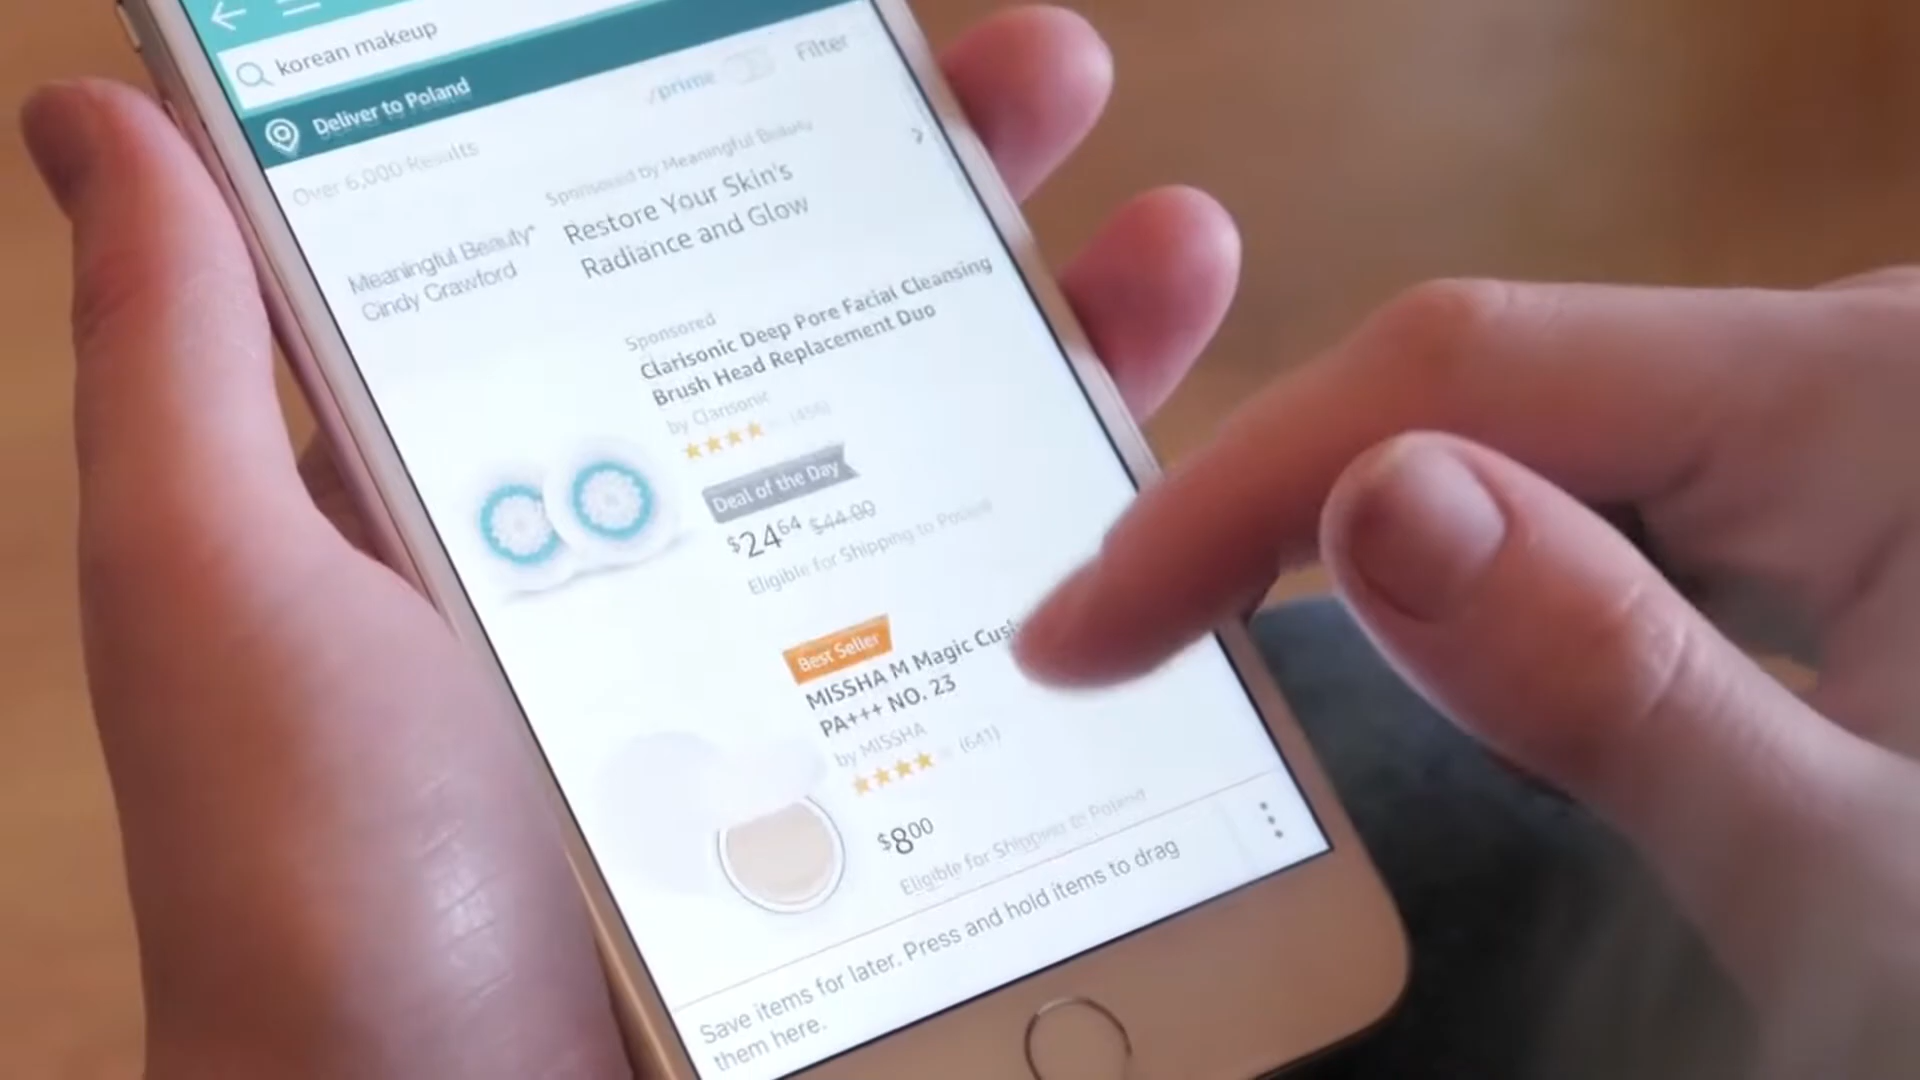 korean makeup
Deliver to Poland
prime
Filter
Over 6,000 Results
Sponsored by Meaningful Beauty
Restore Your Skin's
Radiance and Glow
Meaningful Beauty®
Cindy Crawford
Sponsored
Clarisonic Deep Pore Facial Cleansing
Brush Head Replacement Duo
by Clarisonic
Deal of the Day
$24.64 $44.00
Eligible for Shipping to Poland
Best Seller
MISSHA M Magic
PA+++ NO. 23
by MISSHA
(641)
$8.00
Eligible for Shipping to Poland
Save items for later. Press and hold items to drag
them here.